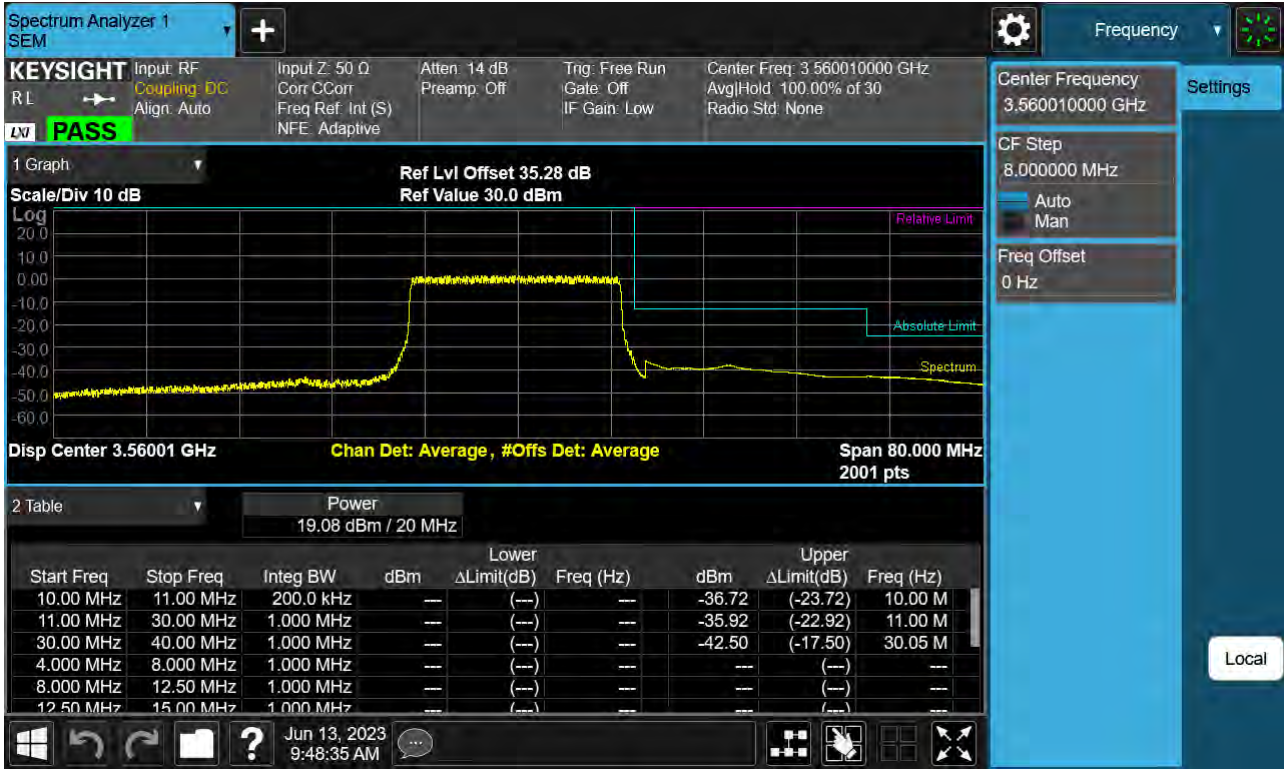 Spectrum Analyzer 1
SEM
Frequency
KEYSIGHT
R L
LXI
PASS
Input: RF
Coupling: DC
Align: Auto
Input Z: 50 Ω
Corr CCorr
Freq Ref: Int (S)
NFE: Adaptive
Atten: 14 dB
Preamp: Off
Trig: Free Run
Gate: Off
IF Gain: Low
Center Freq: 3.560010000 GHz
Avg|Hold: 100.00% of 30
Radio Std: None
Center Frequency
3.560010000 GHz
Settings
CF Step
8.000000 MHz
Auto
Man
Freq Offset
0 Hz
Local
1 Graph
Scale/Div 10 dB
Ref Lvl Offset 35.28 dB
Ref Value 30.0 dBm
Log
20.0
10.0
0.00
-10.0
-20.0
-30.0
-40.0
-50.0
-60.0
Relative Limit
Absolute Limit
Spectrum
Disp Center 3.56001 GHz
Chan Det: Average , #Offs Det: Average
Span 80.000 MHz
2001 pts
2 Table
Power
19.08 dBm / 20 MHz
Lower Upper
Start Freq Stop Freq Integ BW dBm ΔLimit(dB) Freq (Hz) dBm ΔLimit(dB) Freq (Hz)
10.00 MHz 11.00 MHz 200.0 kHz --- (---) --- -36.72 (-23.72) 10.00 M
11.00 MHz 30.00 MHz 1.000 MHz --- (---) --- -35.92 (-22.92) 11.00 M
30.00 MHz 40.00 MHz 1.000 MHz --- (---) --- -42.50 (-17.50) 30.05 M
4.000 MHz 8.000 MHz 1.000 MHz --- (---) --- --- (---) ---
8.000 MHz 12.50 MHz 1.000 MHz --- (---) --- --- (---) ---
12.50 MHz 15.00 MHz 1.000 MHz --- (---) --- --- (---) ---
?
Jun 13, 2023
9:48:35 AM